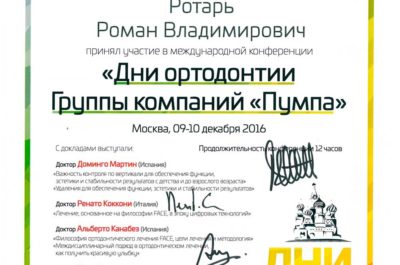 Ротарь
Роман Владимирович
принял участие в международной конференции
«Дни ортодонтии
Группы компаний «Пумпа»
Москва, 09-10 декабря 2016
С докладами выступали:
Продолжительность конференции 12 часов
Доктор Доминго Мартин (Испания)
«Важность контроля по вертикали для обеспечения функции,
эстетики и стабильности результатов с детства и до взрослого возраста»
«Удаления для обеспечения функции, эстетики и стабильности результатов»
Доктор Ренато Коккони (Италия)
«Лечение, основанное на философии FACE, в эпоху цифровых технологий»
Доктор Альберто Канабез (Испания)
«Философия ортодонтического лечения FACE, цели лечения и методология»
«Междисциплинарный подход в ортодонтическом лечении,
как получить красивую улыбку»
ДНИ